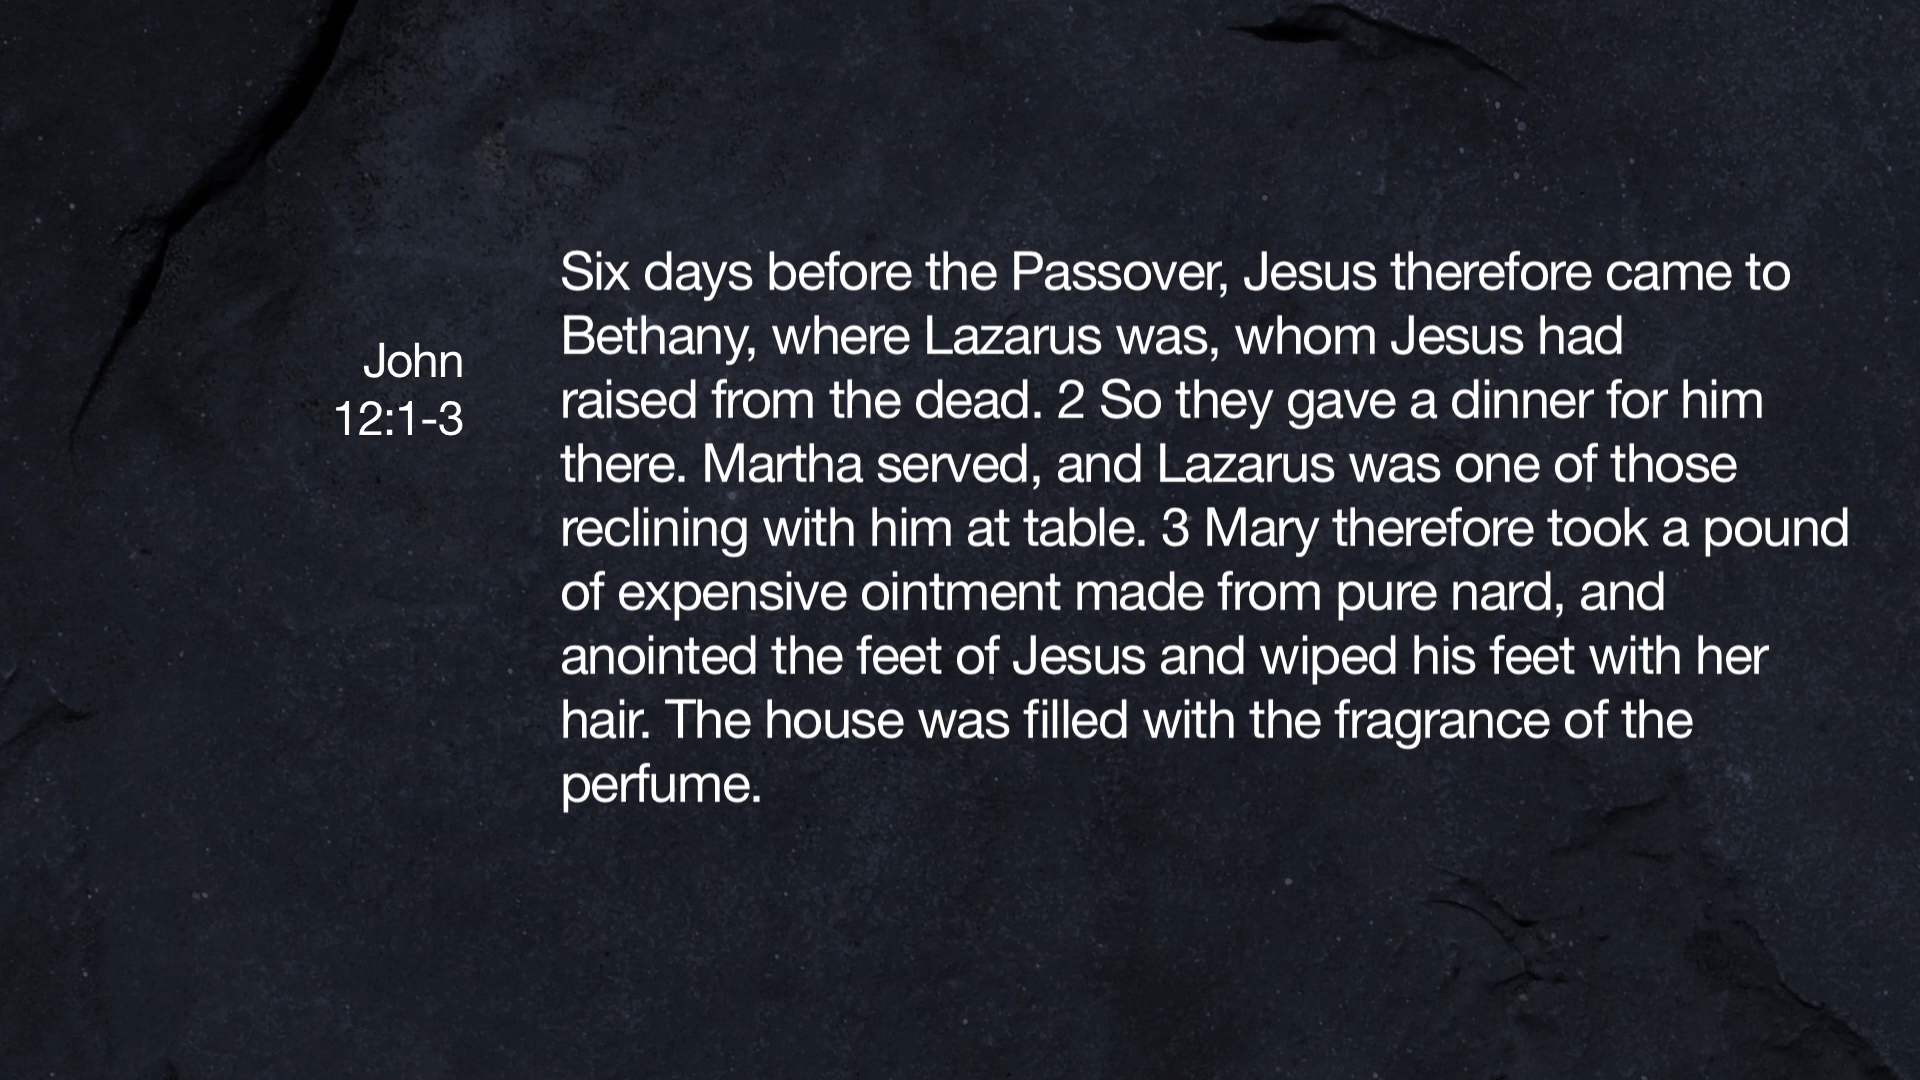 John
12:1-3
Six days before the Passover, Jesus therefore came to
Bethany, where Lazarus was, whom Jesus had
raised from the dead. 2 So they gave a dinner for him
there. Martha served, and Lazarus was one of those
reclining with him at table. 3 Mary therefore took a pound
of expensive ointment made from pure nard, and
anointed the feet of Jesus and wiped his feet with her
hair. The house was filled with the fragrance of the
perfume.